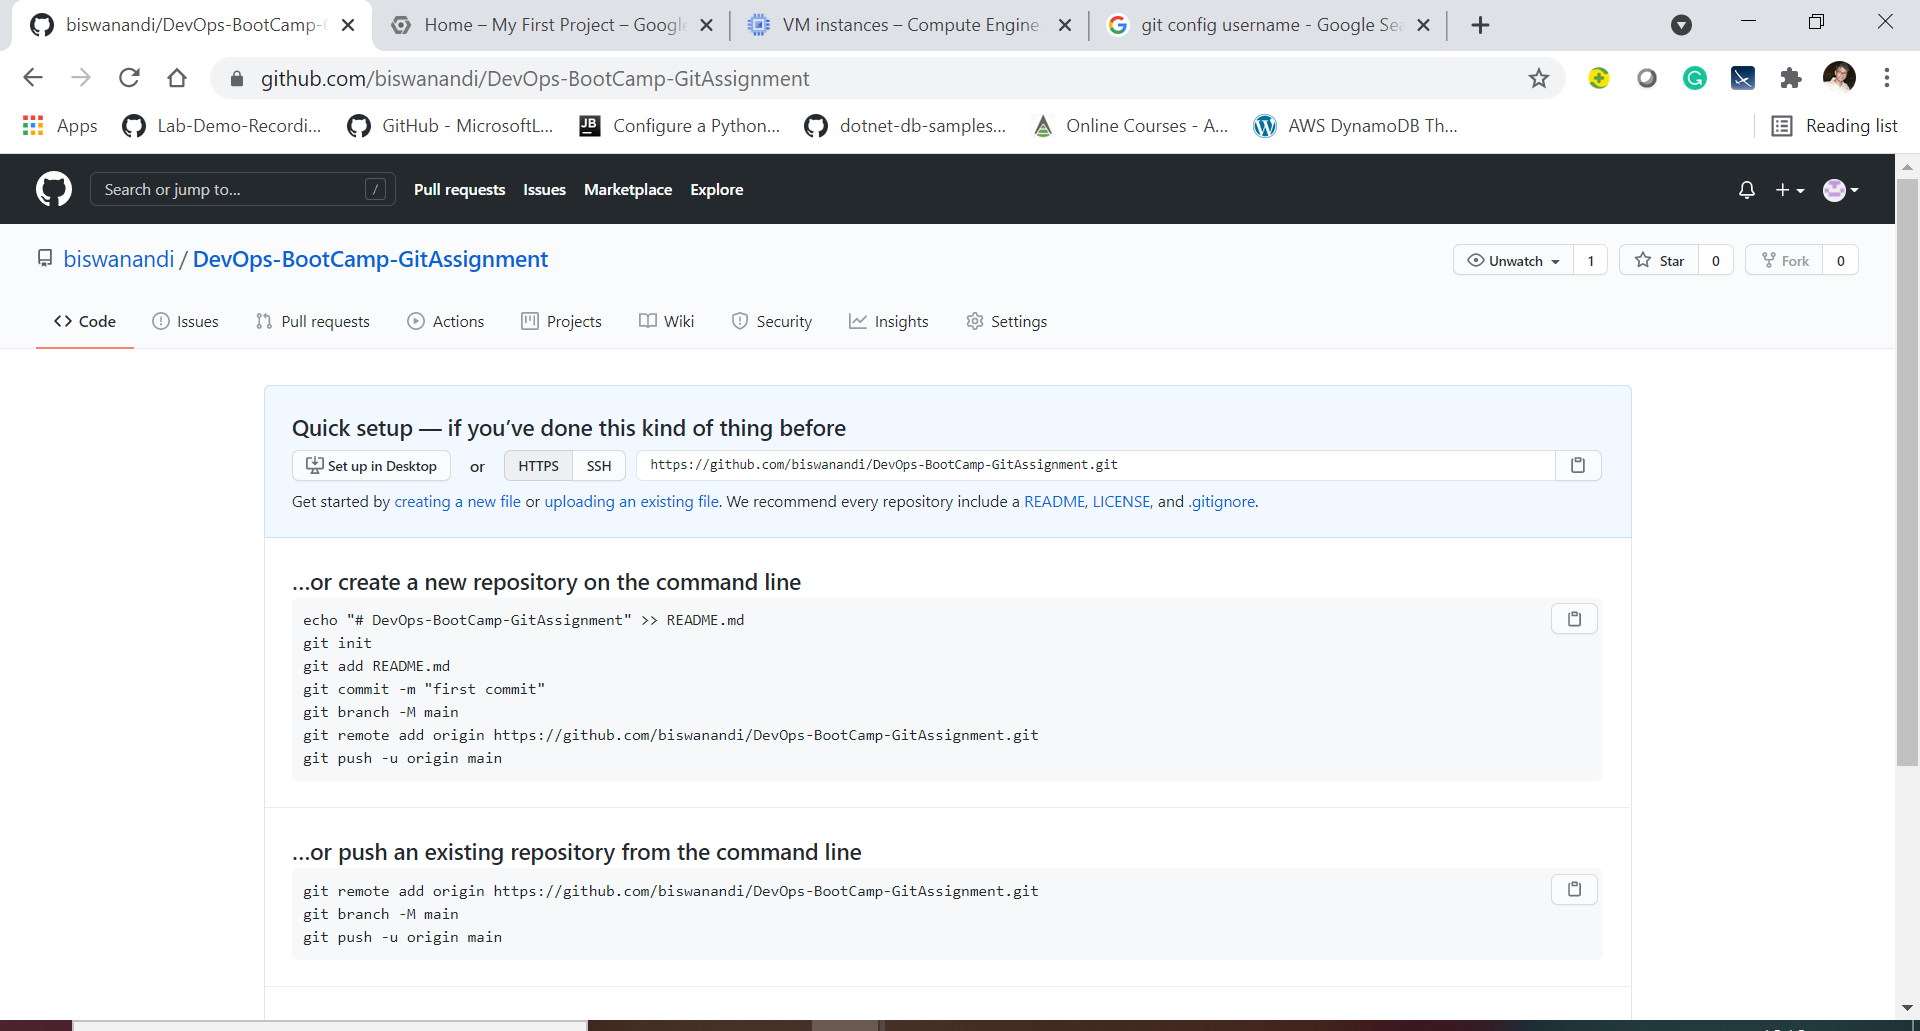 biswanandi/DevOps-BootCamp-
Home – My First Project – Google
VM instances – Compute Engine
git config username - Google Sea
github.com/biswanandi/DevOps-BootCamp-GitAssignment
Apps
Lab-Demo-Recordi...
GitHub - MicrosoftL...
JB
Configure a Python...
dotnet-db-samples...
Online Courses - A...
AWS DynamoDB Th...
Reading list
Search or jump to...
/
Pull requests
Issues
Marketplace
Explore
biswanandi / DevOps-BootCamp-GitAssignment
Unwatch
1
Star
0
Fork
0
Code
Issues
Pull requests
Actions
Projects
Wiki
Security
Insights
Settings
Quick setup — if you’ve done this kind of thing before
Set up in Desktop
or
HTTPS
SSH
https://github.com/biswanandi/DevOps-BootCamp-GitAssignment.git
Get started by creating a new file or uploading an existing file. We recommend every repository include a README, LICENSE, and .gitignore.
…or create a new repository on the command line
echo "# DevOps-BootCamp-GitAssignment" >> README.md
git init
git add README.md
git commit -m "first commit"
git branch -M main
git remote add origin https://github.com/biswanandi/DevOps-BootCamp-GitAssignment.git
git push -u origin main
…or push an existing repository from the command line
git remote add origin https://github.com/biswanandi/DevOps-BootCamp-GitAssignment.git
git branch -M main
git push -u origin main